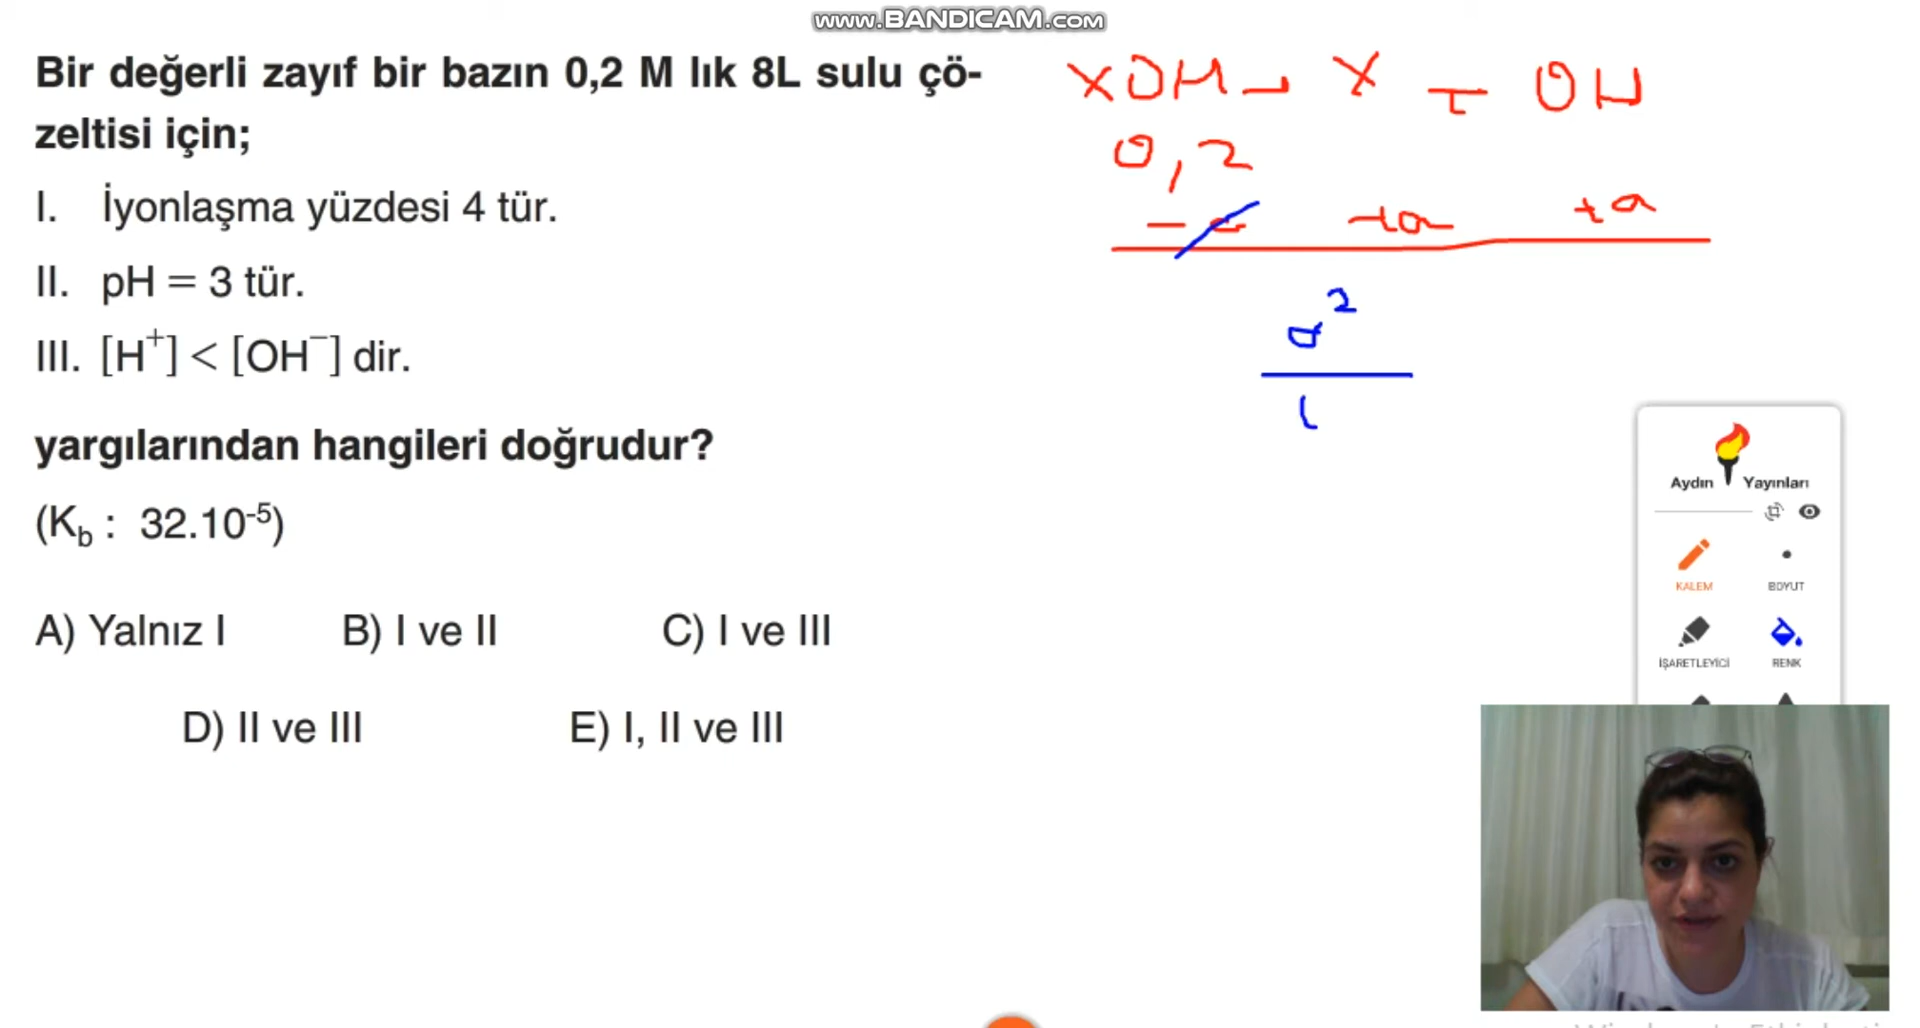 www.BANDICAM.com
Bir değerli zayıf bir bazın 0,2 M lık 8L sulu çö-
zeltisi için;
I. İyonlaşma yüzdesi 4 tür.
II. pH = 3 tür.
III. [H⁺] < [OH⁻] dir.
yargılarından hangileri doğrudur?
(K_b : 32.10⁻⁵)
A) Yalnız I B) I ve II C) I ve III
D) II ve III E) I, II ve III
XOH → X + OH
0,2
+a +a
a²
Aydın Yayınları
KALEM BOYUT
İŞARETLEYİCİ RENK